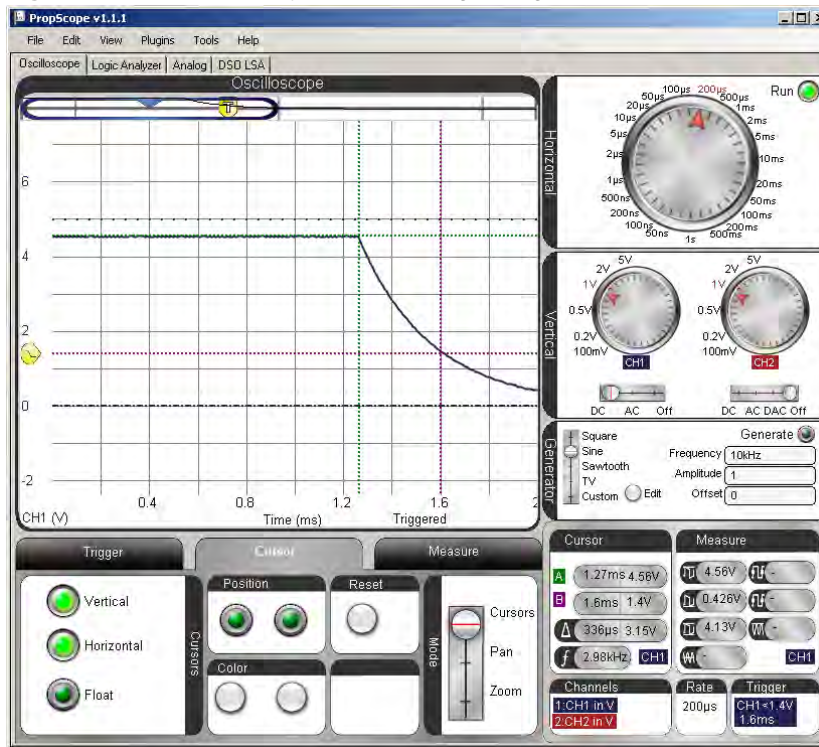 PropScope v1.1.1
File Edit View Plugins Tools Help
Oscilloscope Logic Analyzer Analog DSO LSA
Oscilloscope
T
6
4
2
0
-2
0.4 0.8 1.2 1.6 2
CH1 (V) Time (ms) Triggered
Horizontal
Run
500ns
1µs
2µs
5µs
10µs
20µs
50µs
100µs
200µs
500µs
1ms
2ms
5ms
10ms
20ms
50ms
100ms
200ms
500ms
1s
50ns
100ns
200ns
Vertical
5V
2V
1V
0.5V
0.2V
100mV
CH1
DC AC Off
5V
2V
1V
0.5V
0.2V
100mV
CH2
DC AC DAC Off
Generator
Square
Sine
Sawtooth
TV
Custom
Edit
Generate
Frequency 10kHz
Amplitude 1
Offset 0
Trigger Cursor Measure
Vertical
Horizontal
Float
Cursors
Position
Reset
Color
Mode
Cursors
Pan
Zoom
Cursor
A 1.27ms 4.56V
B 1.6ms 1.4V
Δ 336µs 3.15V
f 2.98kHz CH1
Measure
4.56V -
0.426V -
4.13V -
-
CH1
Channels
1:CH1 in V
2:CH2 in V
Rate
200µs
Trigger
CH1<1.4V
1.6ms